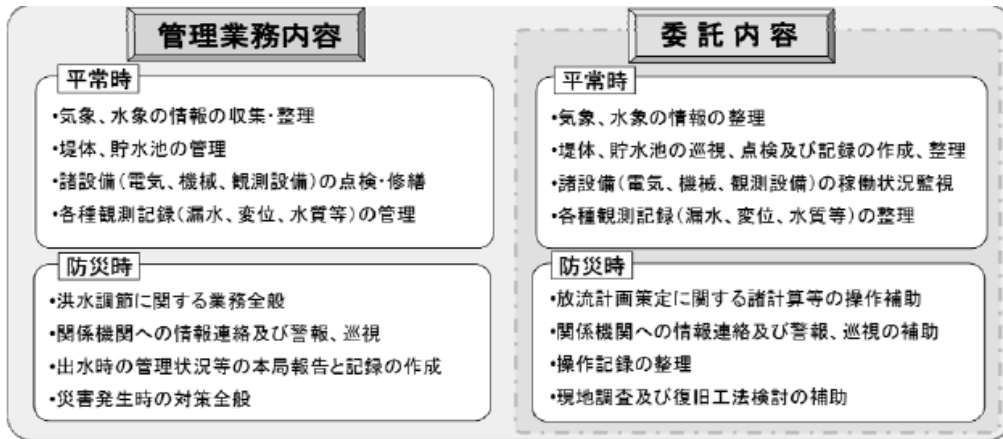 管理業務内容
平常時
・気象、水象の情報の収集・整理
・堤体、貯水池の管理
・諸設備(電気、機械、観測設備)の点検・修繕
・各種観測記録(漏水、変位、水質等)の管理
防災時
・洪水調節に関する業務全般
・関係機関への情報連絡及び警報、巡視
・出水時の管理状況等の本局報告と記録の作成
・災害発生時の対策全般
委託内容
平常時
・気象、水象の情報の整理
・堤体、貯水池の巡視、点検及び記録の作成、整理
・諸設備(電気、機械、観測設備)の稼働状況監視
・各種観測記録(漏水、変位、水質等)の整理
防災時
・放流計画策定に関する諸計算等の操作補助
・関係機関への情報連絡及び警報、巡視の補助
・操作記録の整理
・現地調査及び復旧工法検討の補助